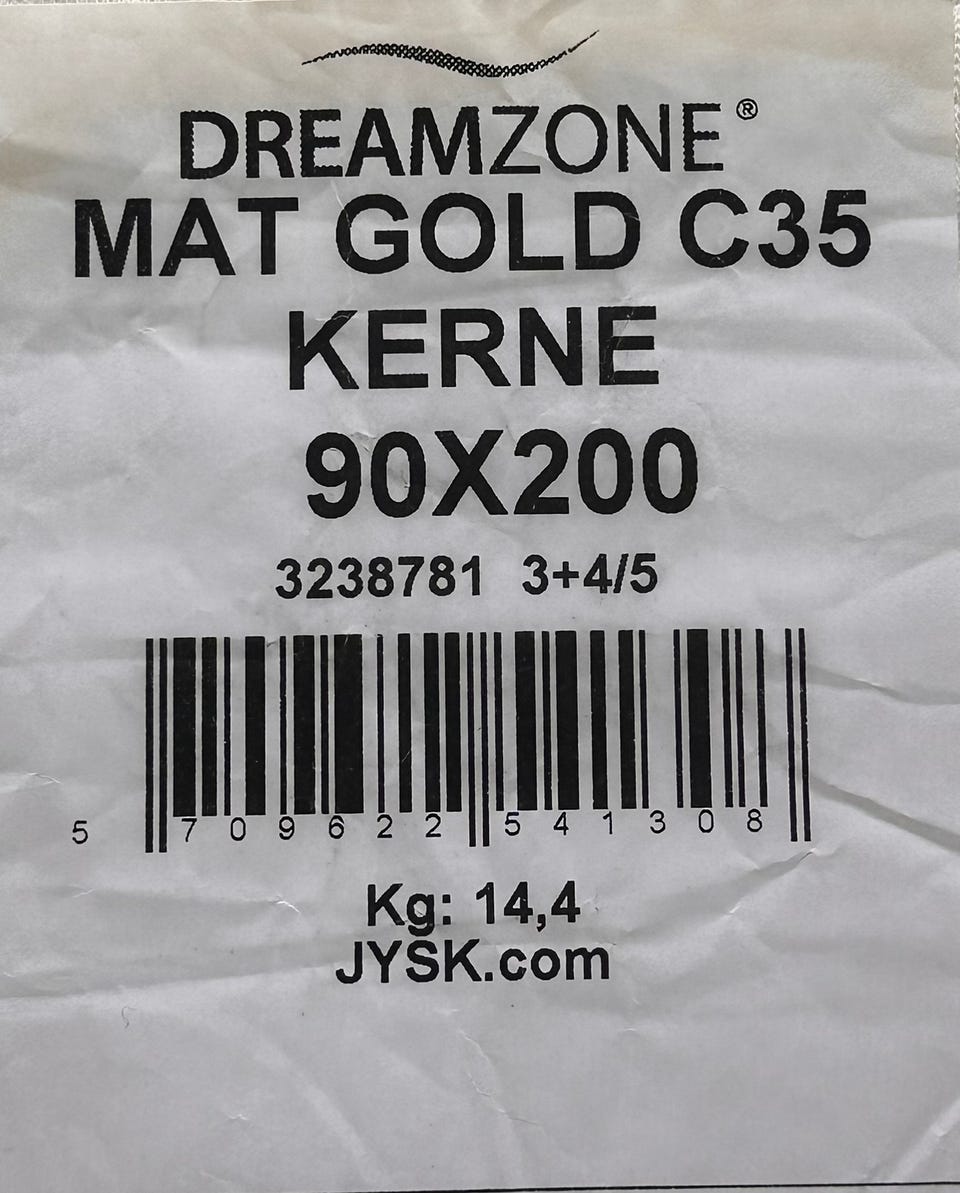 DREAMZONE®
MAT GOLD C35
KERNE
90X200
3238781 3+4/5
5 709622 541308
Kg: 14,4
JYSK.com